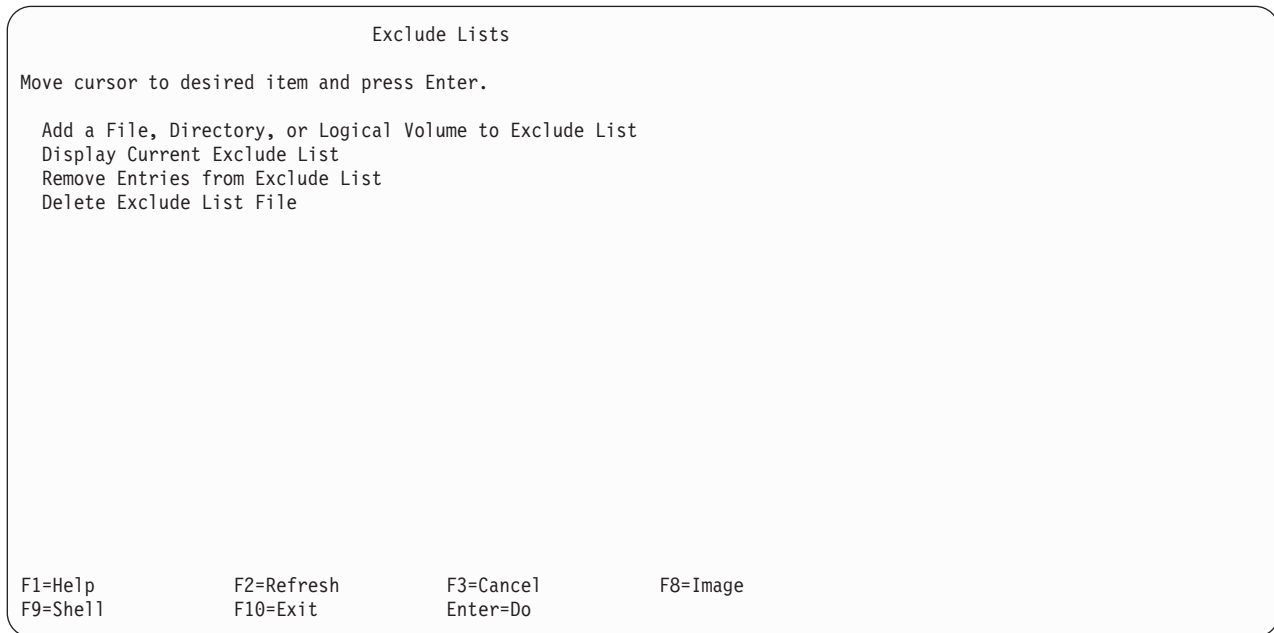 Exclude Lists
Move cursor to desired item and press Enter.
Add a File, Directory, or Logical Volume to Exclude List
Display Current Exclude List
Remove Entries from Exclude List
Delete Exclude List File
F1=Help F2=Refresh F3=Cancel F8=Image
F9=Shell F10=Exit Enter=Do